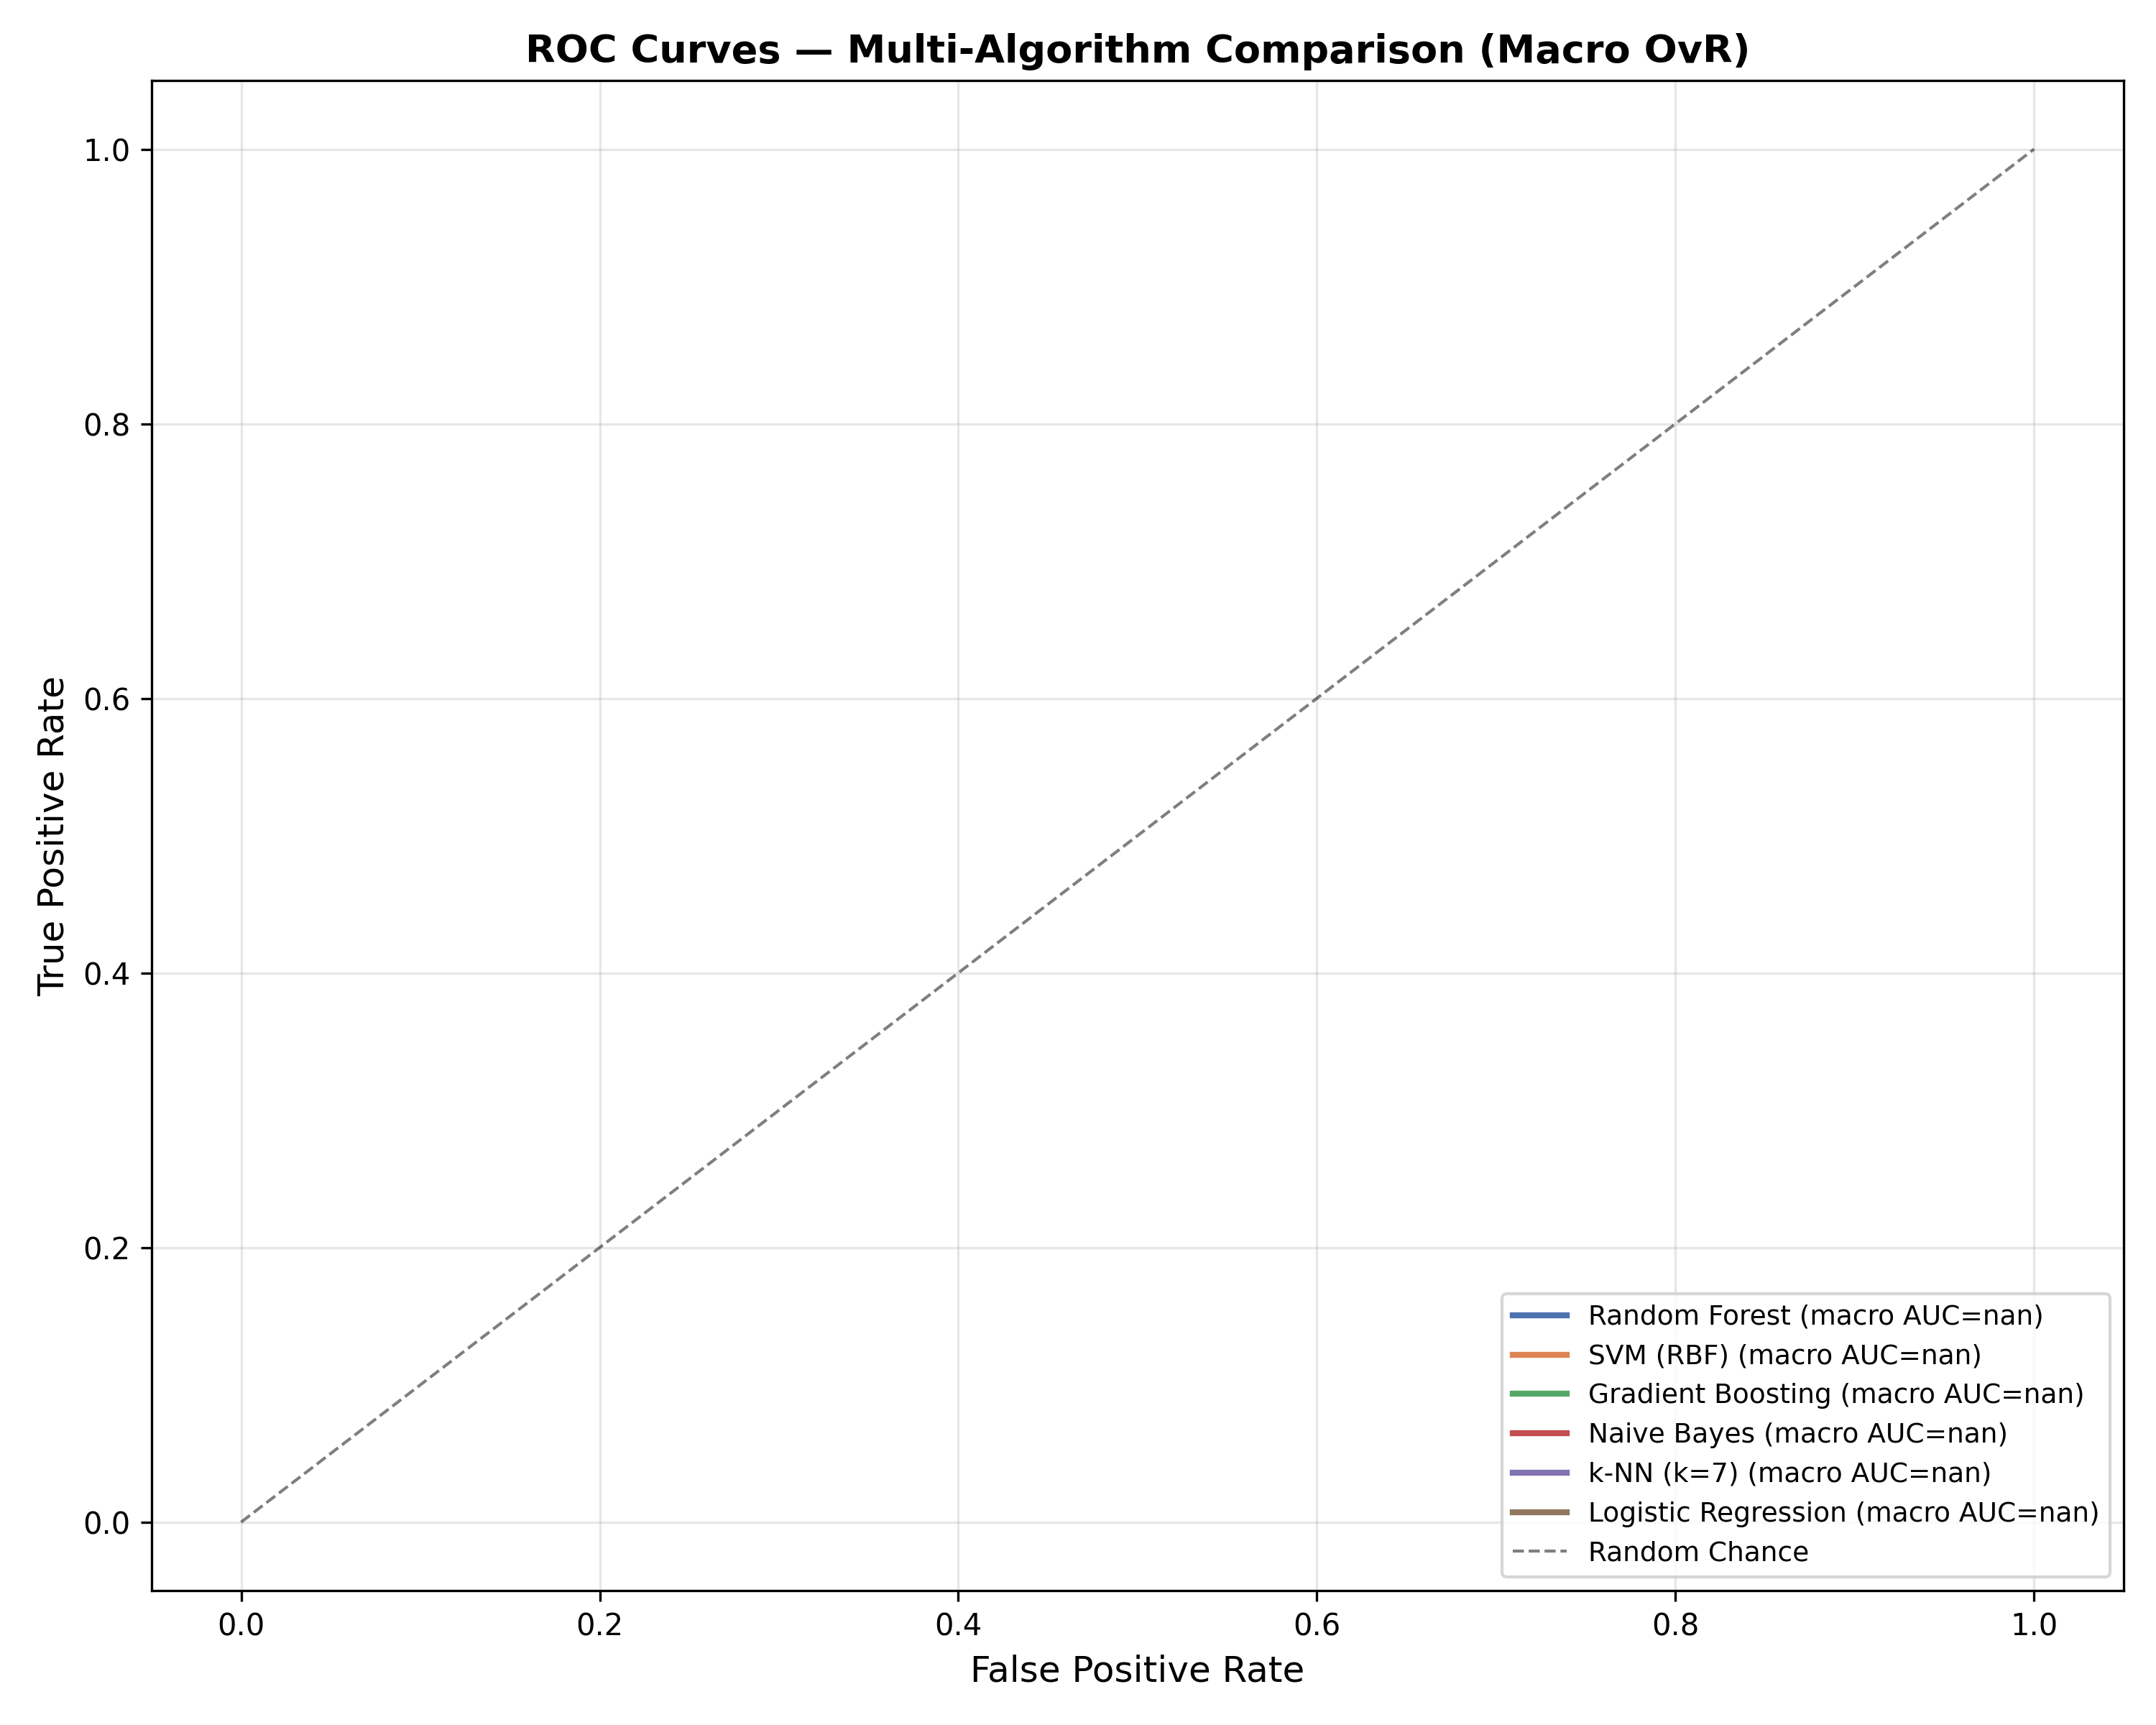 ROC Curves — Multi-Algorithm Comparison (Macro OvR)
True Positive Rate
1.0
0.8
0.6
0.4
0.2
0.0
Random Forest (macro AUC=nan)
SVM (RBF) (macro AUC=nan)
Gradient Boosting (macro AUC=nan)
Naive Bayes (macro AUC=nan)
k-NN (k=7) (macro AUC=nan)
Logistic Regression (macro AUC=nan)
Random Chance
0.0 0.2 0.4 0.6 0.8 1.0
False Positive Rate